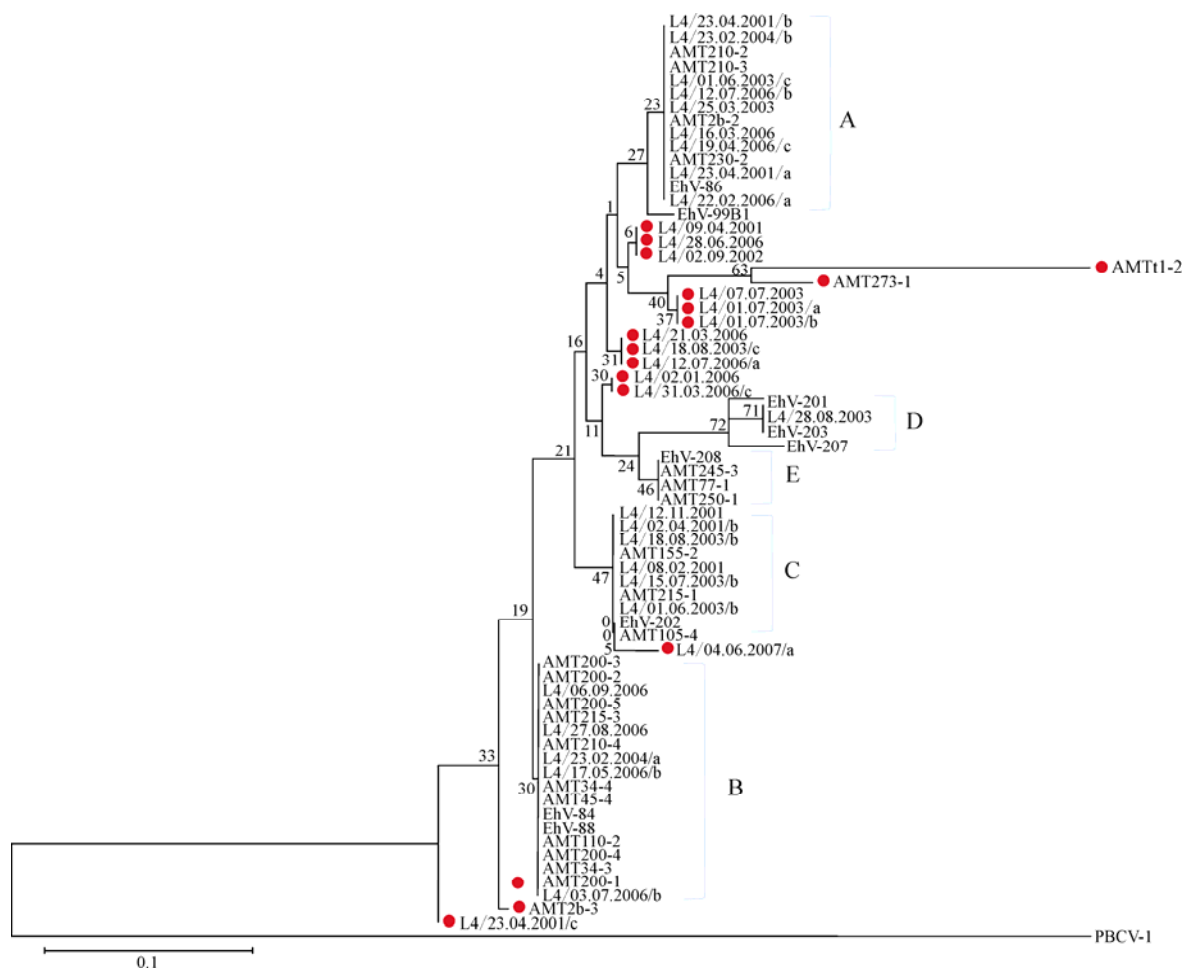 L4/23.04.2001/b
L4/23.02.2004/b
AMT210-2
AMT210-3
L4/01.06.2003/c
L4/12.07.2006/b
23
L4/25.03.2003
AMT2b-2
A
L4/16.03.2006
L4/19.04.2006/c
27
AMT230-2
L4/23.04.2001/a
EhV-86
L4/22.02.2006/a
1
EhV-99B1
6
L4/09.04.2001
L4/28.06.2006
L4/02.09.2002
4
5
63
AMTt1-2
AMT273-1
40
L4/07.07.2003
L4/01.07.2003/a
37
L4/01.07.2003/b
16
L4/21.03.2006
L4/18.08.2003/c
31
L4/12.07.2006/a
30
L4/02.01.2006
L4/31.03.2006/c
EhV-201
71
L4/28.08.2003
D
11
72
EhV-203
EhV-207
21
24
EhV-208
AMT245-3
E
46
AMT77-1
AMT250-1
L4/12.11.2001
L4/02.04.2001/b
L4/18.08.2003/b
AMT155-2
L4/08.02.2001
C
47
L4/15.07.2003/b
AMT215-1
19
L4/01.06.2003/b
0
EhV-202
0
AMT105-4
5
L4/04.06.2007/a
AMT200-3
AMT200-2
L4/06.09.2006
AMT200-5
AMT215-3
L4/27.08.2006
AMT210-4
33
L4/23.02.2004/a
L4/17.05.2006/b
30
AMT34-4
B
AMT45-4
EhV-84
EhV-88
AMT110-2
AMT200-4
AMT34-3
AMT200-1
L4/03.07.2006/b
AMT2b-3
L4/23.04.2001/c
PBCV-1
0.1